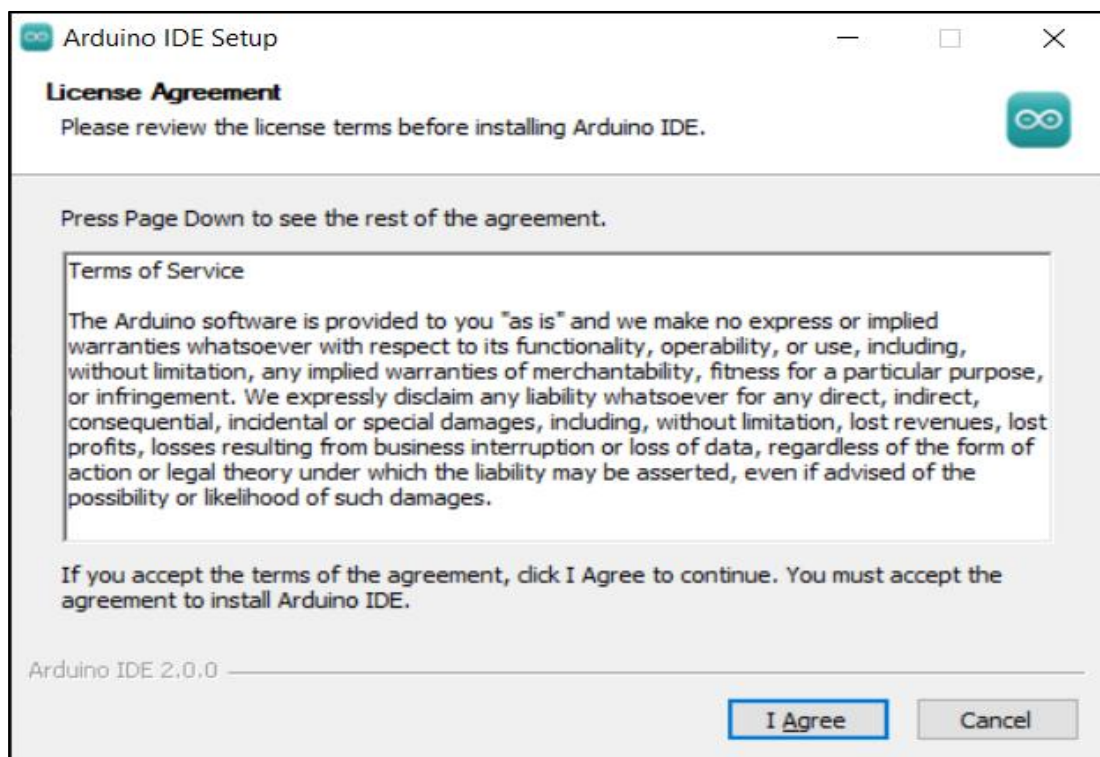 Arduino IDE Setup
License Agreement
Please review the license terms before installing Arduino IDE.
Press Page Down to see the rest of the agreement.
Terms of Service
The Arduino software is provided to you "as is" and we make no express or implied
warranties whatsoever with respect to its functionality, operability, or use, including,
without limitation, any implied warranties of merchantability, fitness for a particular purpose,
or infringement. We expressly disclaim any liability whatsoever for any direct, indirect,
consequential, incidental or special damages, including, without limitation, lost revenues, lost
profits, losses resulting from business interruption or loss of data, regardless of the form of
action or legal theory under which the liability may be asserted, even if advised of the
possibility or likelihood of such damages.
If you accept the terms of the agreement, click I Agree to continue. You must accept the
agreement to install Arduino IDE.
Arduino IDE 2.0.0
I Agree
Cancel